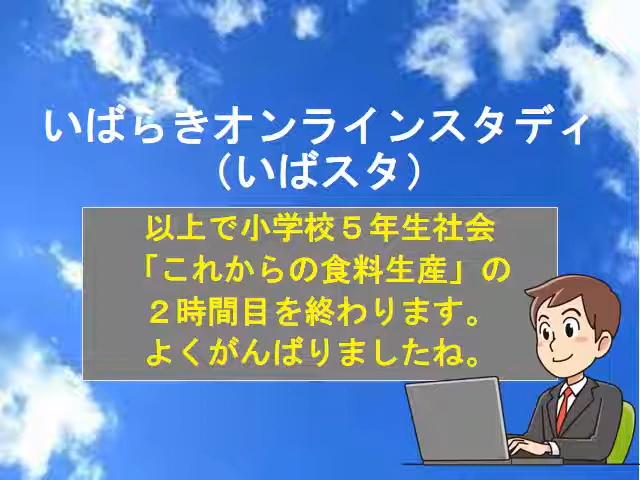 いばらきオンラインスタディ
（いばスタ）
以上で小学校５年生社会
「これからの食料生産」の
２時間目を終わります。
よくがんばりましたね。